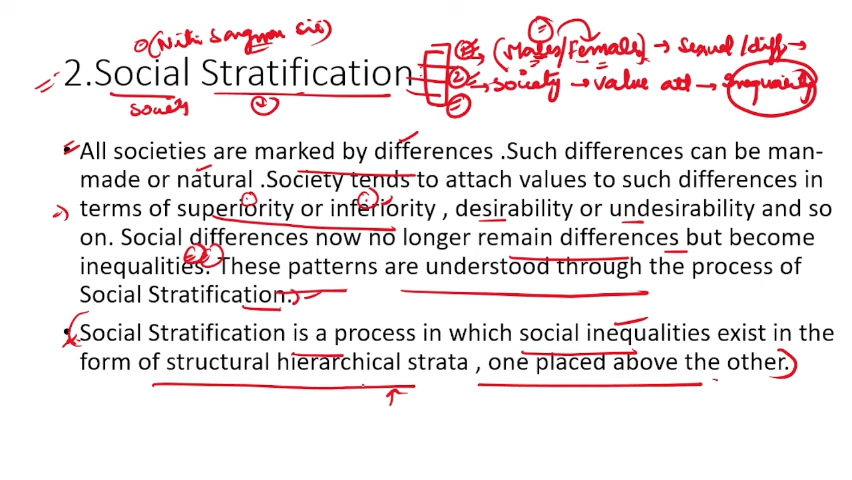 (Niti Sangwan
(Males/Females) → Sexual/diff →
2.Social Stratification
② → Society → value att → Inequality
Society
All societies are marked by differences .Such differences can be man-
made or natural .Society tends to attach values to such differences in
terms of superiority or inferiority , desirability or undesirability and so
on. Social differences now no longer remain differences but become
inequalities. These patterns are understood through the process of
Social Stratification.
Social Stratification is a process in which social inequalities exist in the
form of structural hierarchical strata , one placed above the other.